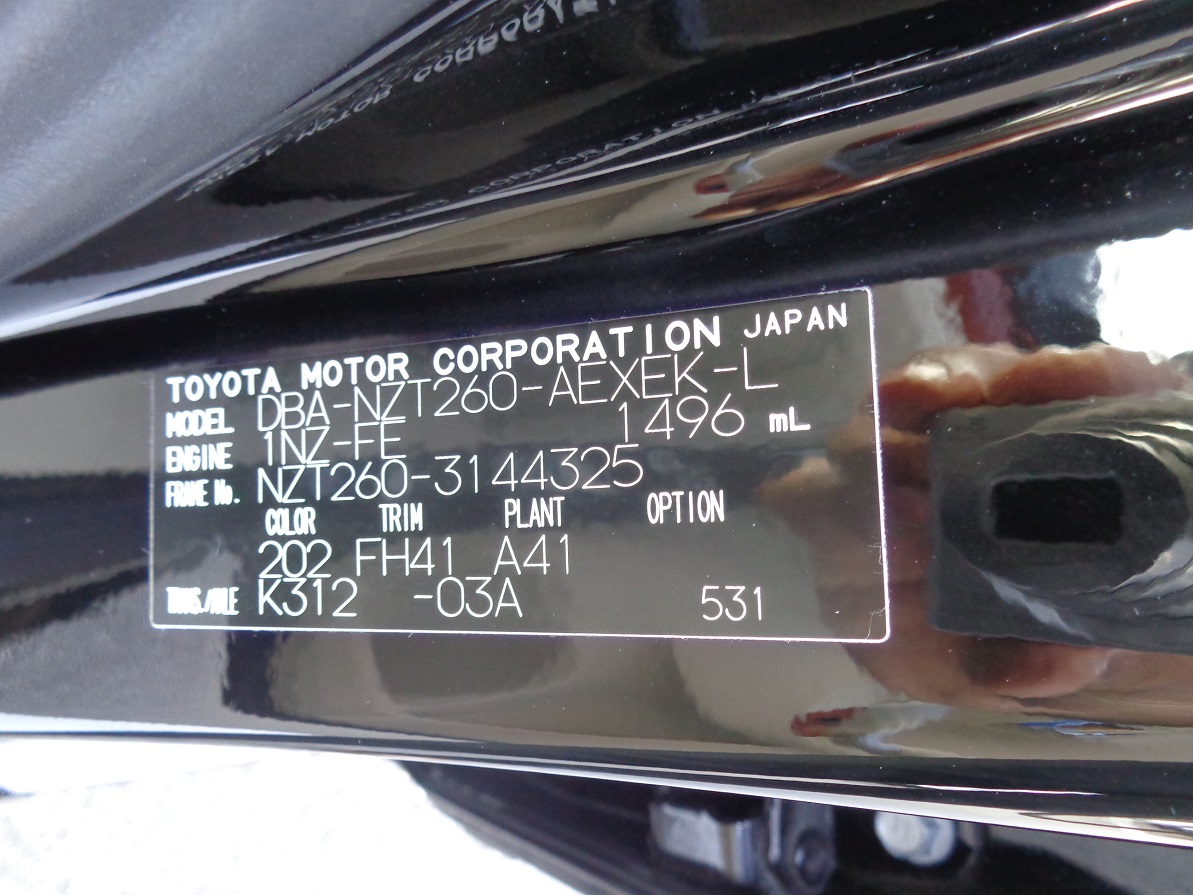 TOYOTA MOTOR CORPORATION JAPAN
MODEL DBA-NZT260-AEXEK-L
ENGINE 1NZ-FE 1496 mL
FRAME No. NZT260-3144325
COLOR TRIM PLANT OPTION
202 FH41 A41
TRANS./AXLE K312 -03A 531